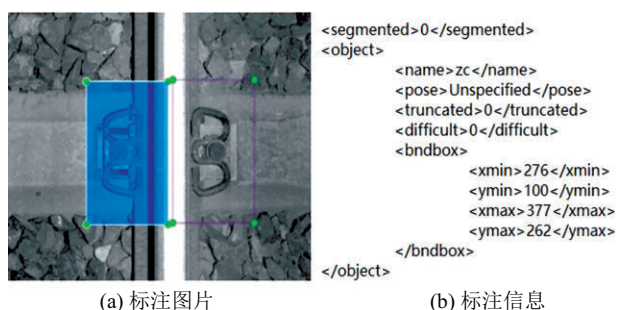 <segmented>0</segmented>
<object>
<name>zc</name>
<pose>Unspecified</pose>
<truncated>0</truncated>
<difficult>0</difficult>
<bndbox>
<xmin>276</xmin>
<ymin>100</ymin>
<xmax>377</xmax>
<ymax>262</ymax>
</bndbox>
</object>
(a) 标注图片
(b) 标注信息